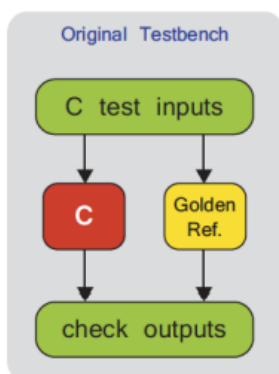 Original Testbench
C test inputs
C
Golden
Ref.
check outputs